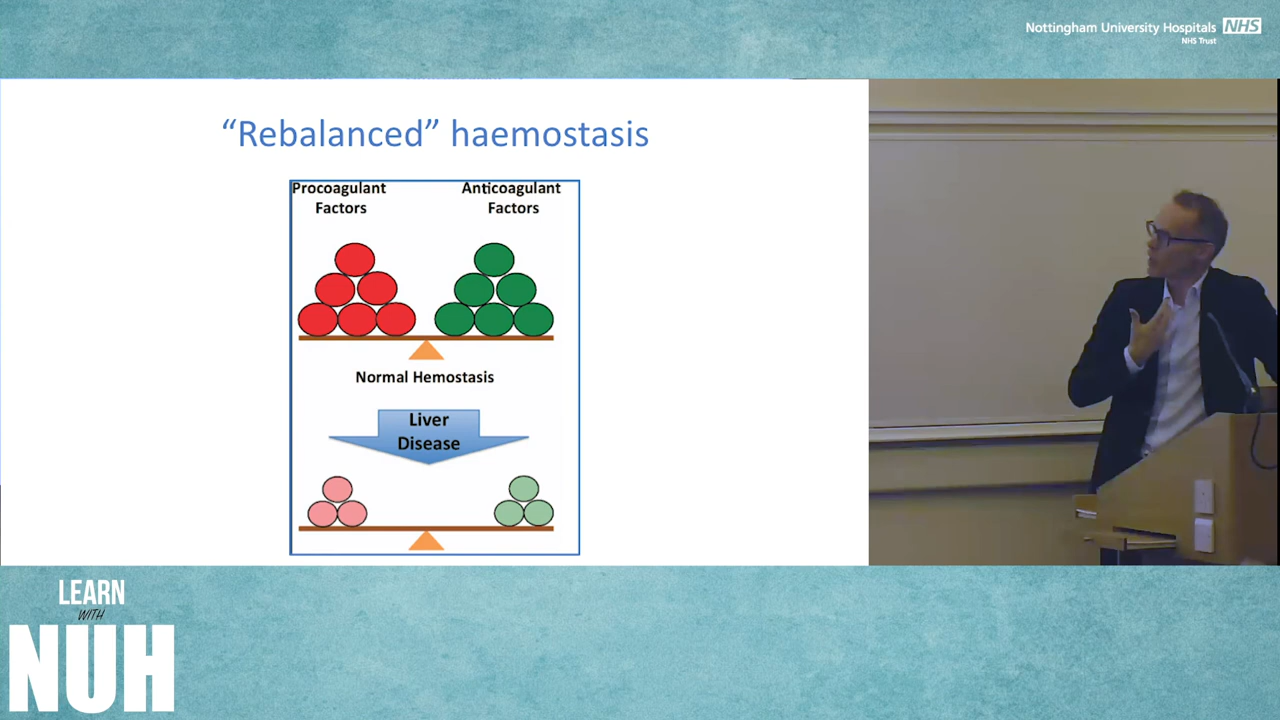 Nottingham University Hospitals NHS
NHS Trust
“Rebalanced” haemostasis
Procoagulant
Factors
Anticoagulant
Factors
Normal Hemostasis
Liver
Disease
LEARN
WITH
NUH